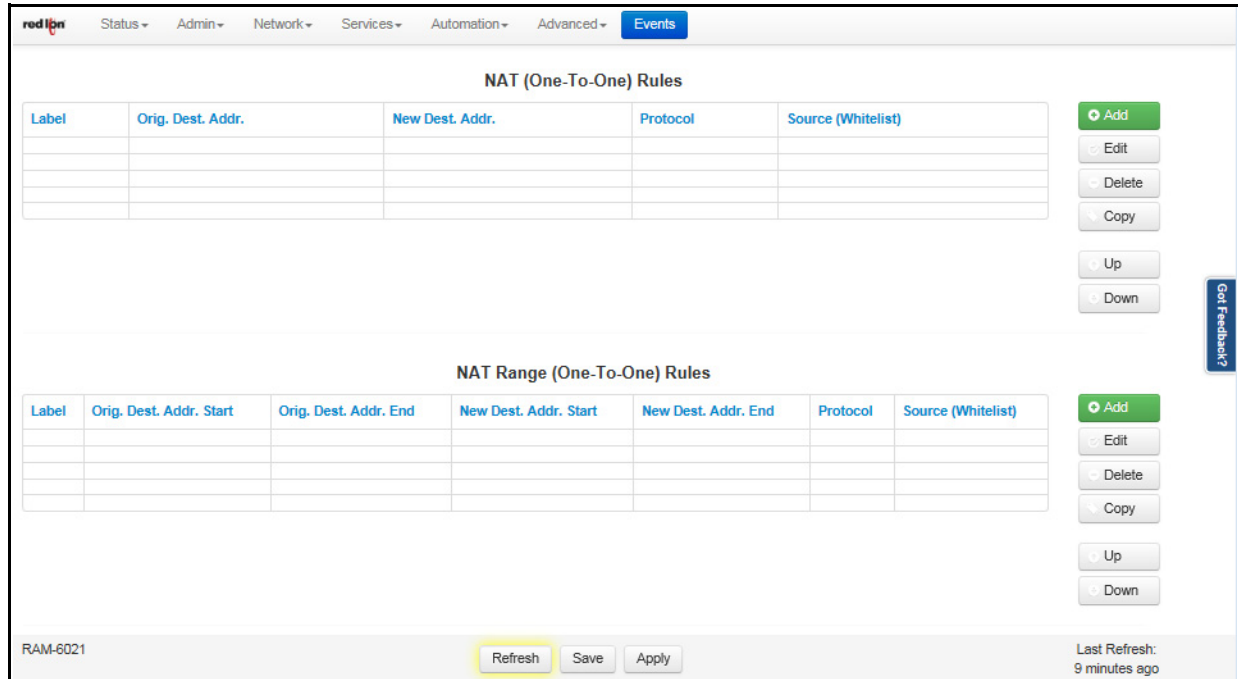 red lion Status Admin Network Services Automation Advanced Events
NAT (One-To-One) Rules
Label Orig. Dest. Addr. New Dest. Addr. Protocol Source (Whitelist)
Add
Edit
Delete
Copy
Up
Down
Got Feedback?
NAT Range (One-To-One) Rules
Label Orig. Dest. Addr. Start Orig. Dest. Addr. End New Dest. Addr. Start New Dest. Addr. End Protocol Source (Whitelist)
Add
Edit
Delete
Copy
Up
Down
RAM-6021 Refresh Save Apply Last Refresh:
9 minutes ago